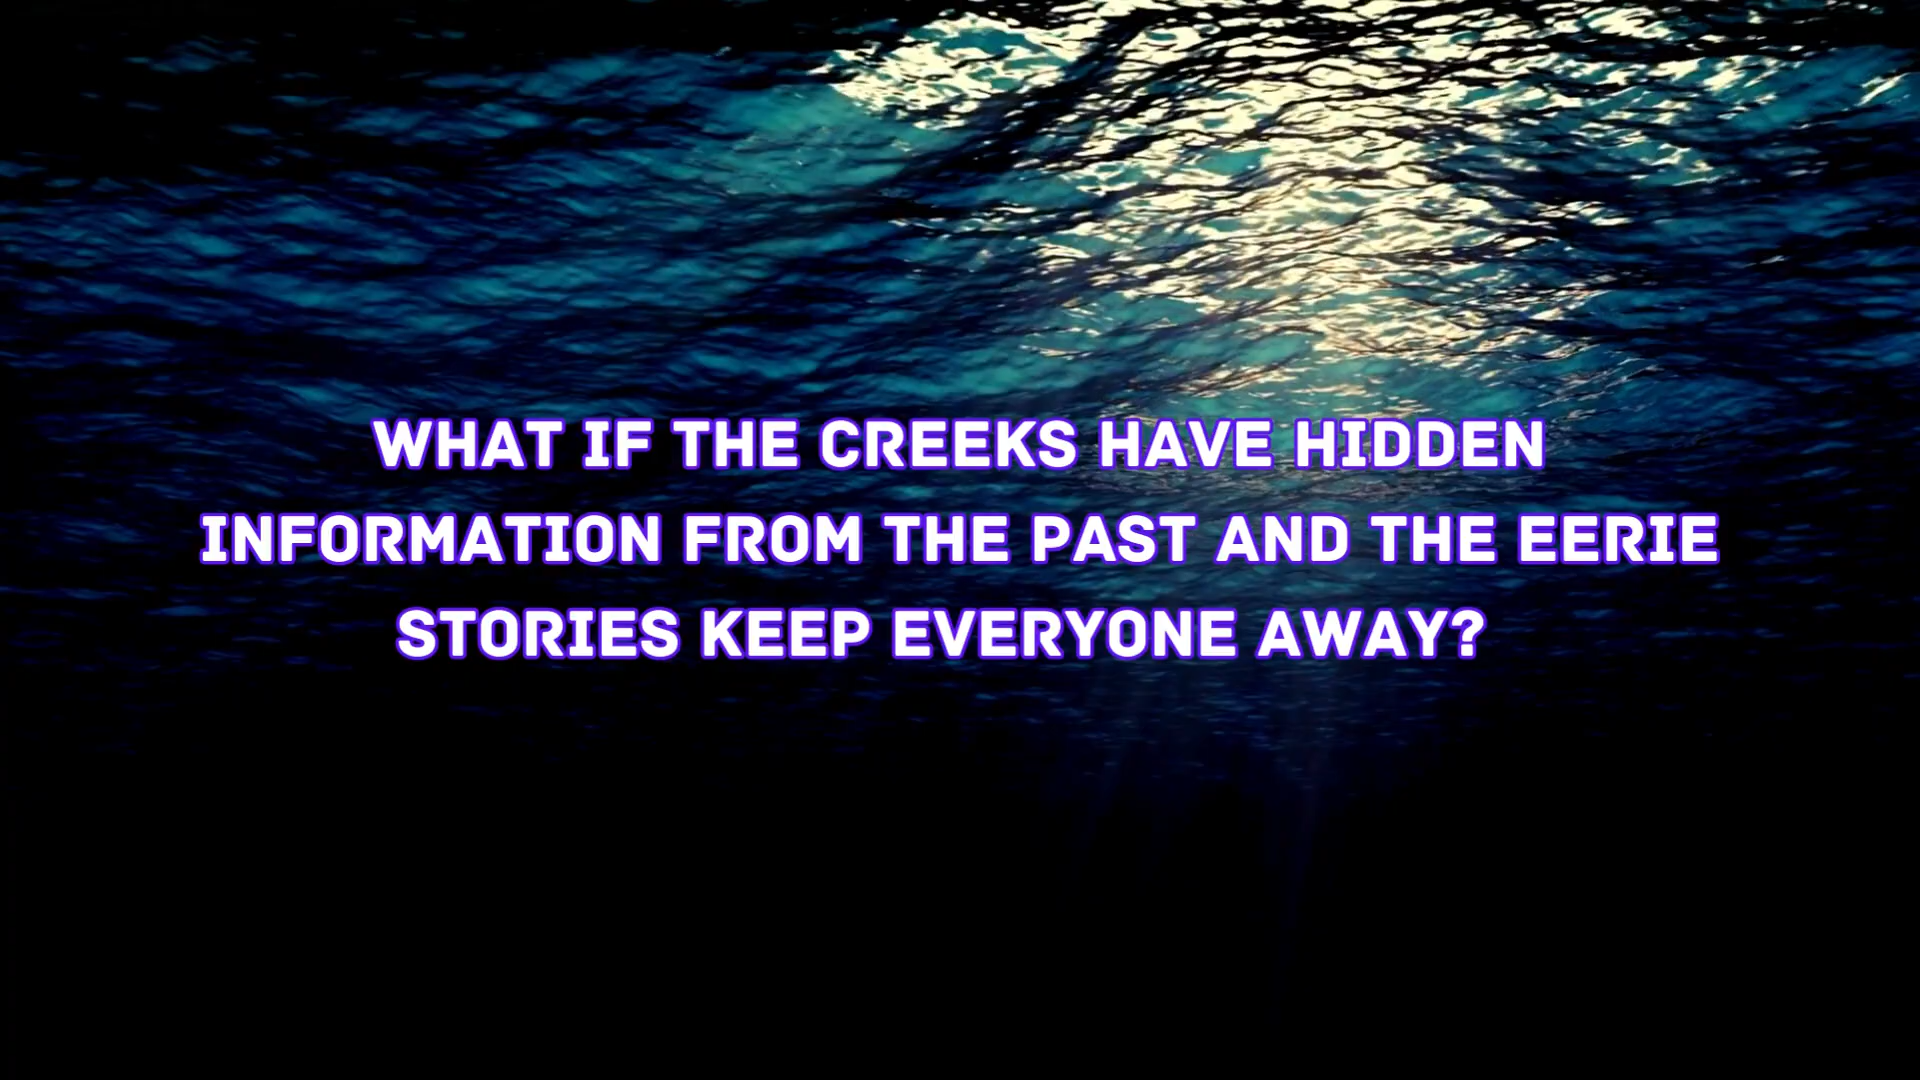 WHAT IF THE CREEKS HAVE HIDDEN
INFORMATION FROM THE PAST AND THE EERIE
STORIES KEEP EVERYONE AWAY?